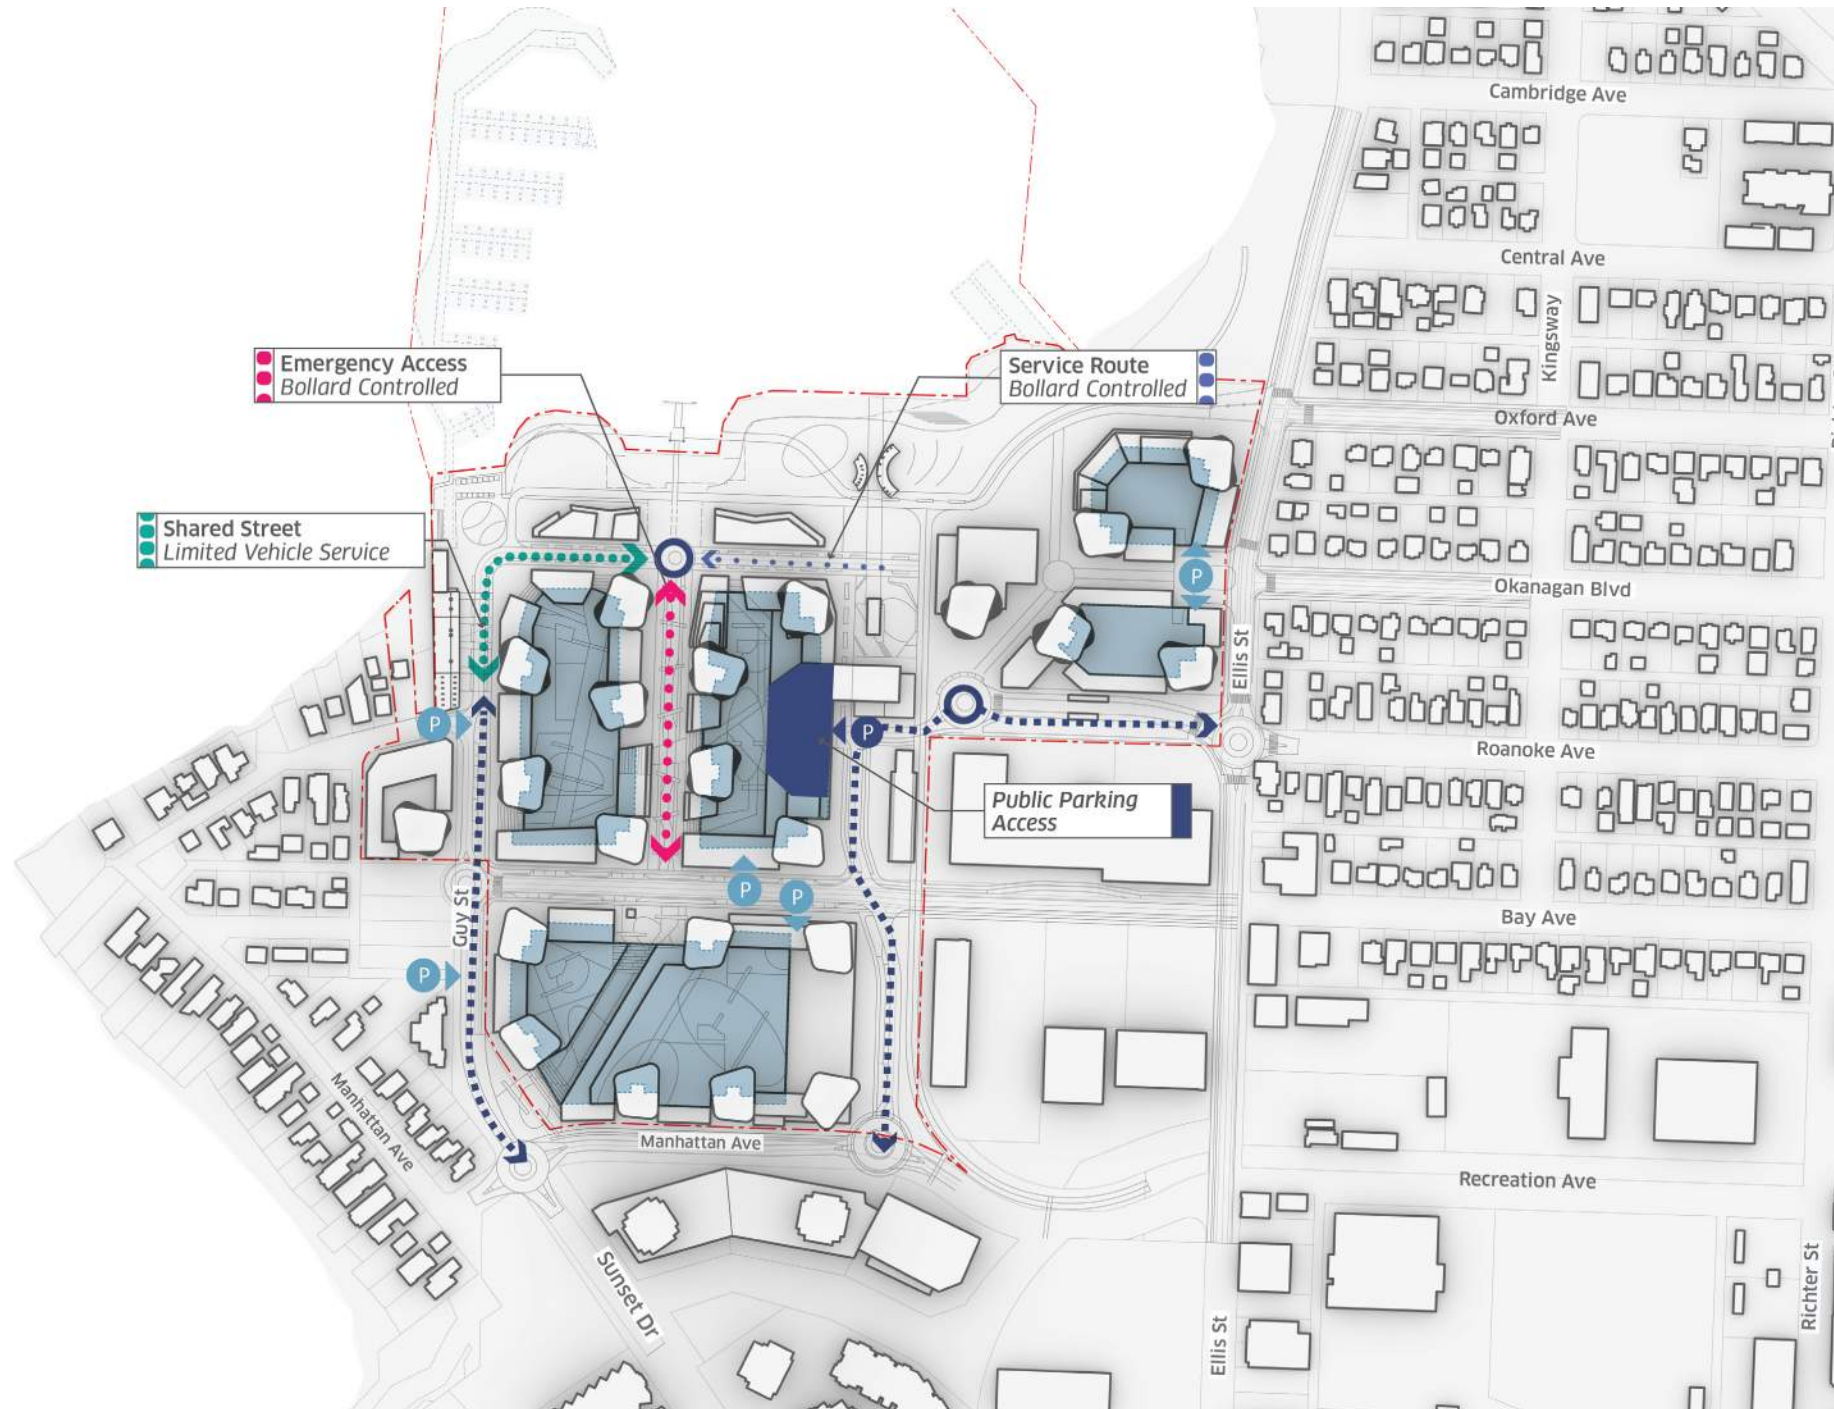 Cambridge Ave
Central Ave
Kingsway
Emergency Access
Bollard Controlled
Service Route
Bollard Controlled
Oxford Ave
Shared Street
Limited Vehicle Service
P
Okanagan Blvd
Ellis St
P
P
Roanoke Ave
Public Parking
Access
P
P
Guy St
Bay Ave
P
Manhattan Ave
Manhattan Ave
Recreation Ave
Sunset Dr
Ellis St
Richter St